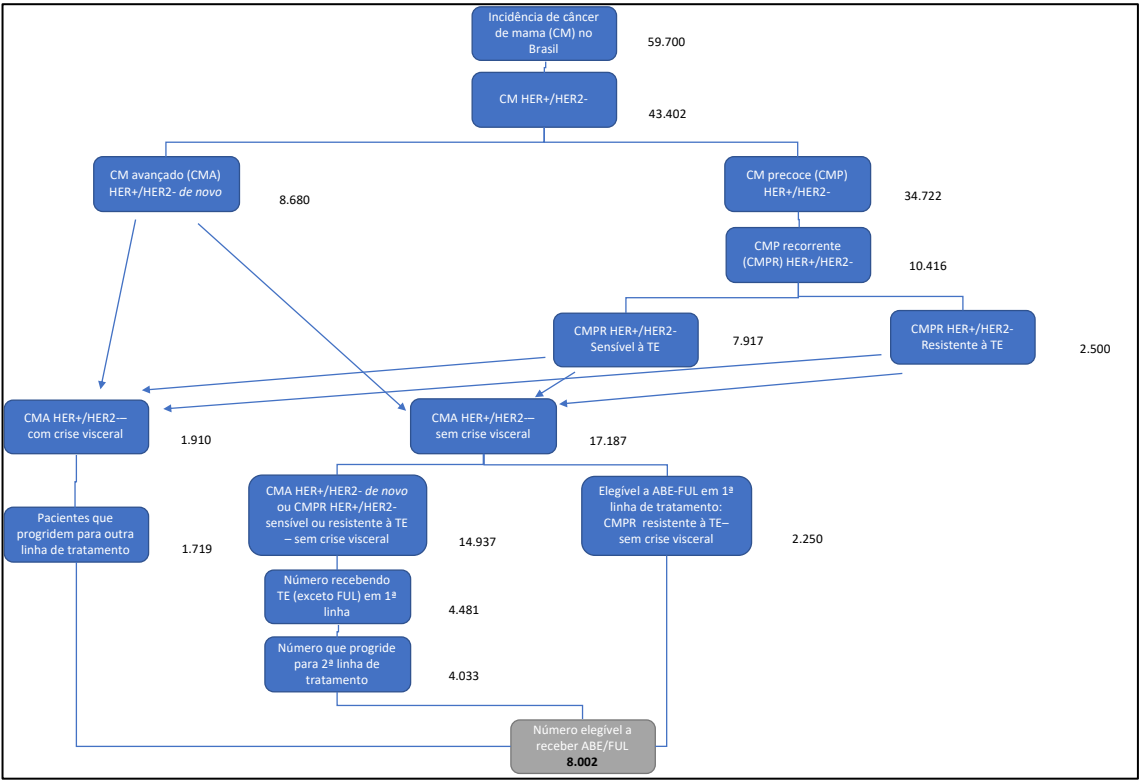 Incidência de câncer
de mama (CM) no
Brasil
59.700
CM HER+/HER2-
43.402
CM avançado (CMA)
HER+/HER2- de novo
8.680
CM precoce (CMP)
HER+/HER2-
34.722
CMP recorrente
(CMPR) HER+/HER2-
10.416
CMPR HER+/HER2-
Sensível à TE
7.917
CMPR HER+/HER2-
Resistente à TE
2.500
CMA HER+/HER2-–
com crise visceral
1.910
CMA HER+/HER2-–
sem crise visceral
17.187
Pacientes que
progridem para outra
linha de tratamento
1.719
CMA HER+/HER2- de novo
ou CMPR HER+/HER2-
sensível ou resistente à TE
– sem crise visceral
14.937
Elegível a ABE-FUL em 1ª
linha de tratamento:
CMPR resistente à TE–
sem crise visceral
2.250
Número recebendo
TE (exceto FUL) em 1ª
linha
4.481
Número que progride
para 2ª linha de
tratamento
4.033
Número elegível a
receber ABE/FUL
8.002